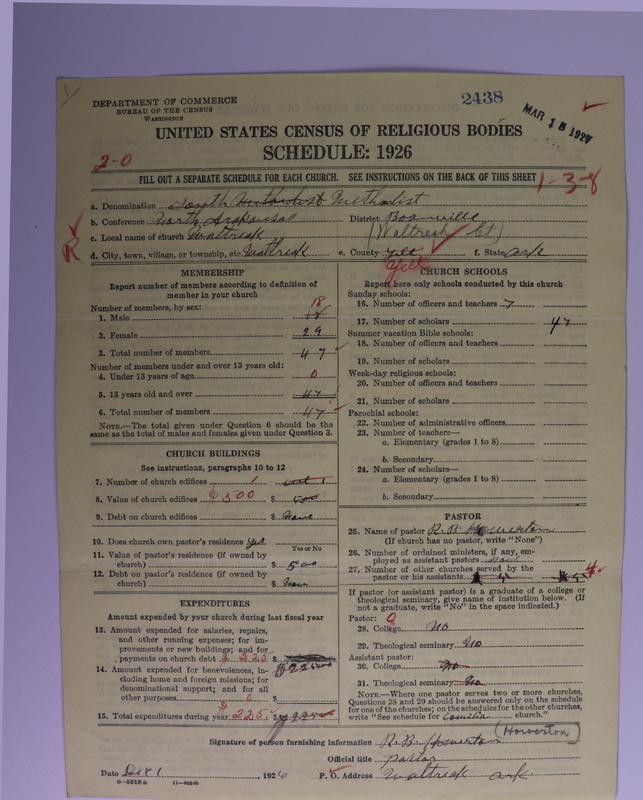 DEPARTMENT OF COMMERCE
BUREAU OF THE CENSUS
WASHINGTON
2438
MAR 15 1927
UNITED STATES CENSUS OF RELIGIOUS BODIES
SCHEDULE: 1926
2-0
FILL OUT A SEPARATE SCHEDULE FOR EACH CHURCH. SEE INSTRUCTIONS ON THE BACK OF THIS SHEET
1-3-8
a. Denomination South Methodist
b. Conference North Arkansas District Booneville
c. Local name of church Waltreak (Waltreak Ct)
R
d. City, town, village, or township, etc. Waltreak e. County Yell f. State Ark
Yell
MEMBERSHIP
Report number of members according to definition of
member in your church
Number of members, by sex:
1. Male 18
2. Female 29
3. Total number of members 47
Number of members under and over 13 years old:
4. Under 13 years of age 0
5. 13 years old and over 47
6. Total number of members 47
NOTE.—The total given under Question 6 should be the
same as the total of males and females given under Question 3.
CHURCH BUILDINGS
See instructions, paragraphs 10 to 12
7. Number of church edifices 1
8. Value of church edifices $500 $ 500
9. Debt on church edifices $
10. Does church own pastor's residence? Yes
Yes or No
11. Value of pastor's residence (if owned by
church) $ 500
12. Debt on pastor's residence (if owned by
church) $
EXPENDITURES
Amount expended by your church during last fiscal year
13. Amount expended for salaries, repairs,
and other running expenses; for im-
provements or new buildings; and for
payments on church debt $ 225 $
14. Amount expended for benevolences, in-
cluding home and foreign missions; for
denominational support; and for all
other purposes 0 $
15. Total expenditures during year $ 225 $
CHURCH SCHOOLS
Report here only schools conducted by this church
Sunday schools:
16. Number of officers and teachers 7
17. Number of scholars 47
Summer vacation Bible schools:
18. Number of officers and teachers
19. Number of scholars
Week-day religious schools:
20. Number of officers and teachers
21. Number of scholars
Parochial schools:
22. Number of administrative officers
23. Number of teachers—
a. Elementary (grades 1 to 8)
b. Secondary
24. Number of scholars—
a. Elementary (grades 1 to 8)
b. Secondary
PASTOR
25. Name of pastor R. B. Howerton
(If church has no pastor, write "None")
26. Number of ordained ministers, if any, em-
ployed as assistant pastors
27. Number of other churches served by the
pastor or his assistants 5
If pastor (or assistant pastor) is a graduate of a college or
theological seminary, give name of institution below. (If
not a graduate, write "No" in the space indicated.)
Pastor:
28. College No
29. Theological seminary No
Assistant pastor:
30. College No
31. Theological seminary No
NOTE.—Where one pastor serves two or more churches,
Questions 28 and 29 should be answered only on the schedule
for one of the churches; on the schedules for the other churches,
write "See schedule for church."
Signature of person furnishing information R. B. Howerton (Howerton)
Official title Pastor
Date Dec 1, 1926 P. O. Address Waltreak Ark